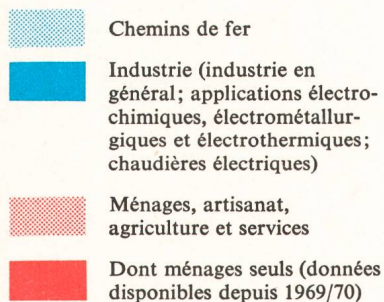 Chemins de fer
Industrie (industrie en
général; applications électro-
chimiques, électrométallur-
giques et électrothermiques;
chaudières électriques)
Ménages, artisanat,
agriculture et services
Dont ménages seuls (données
disponibles depuis 1969/70)